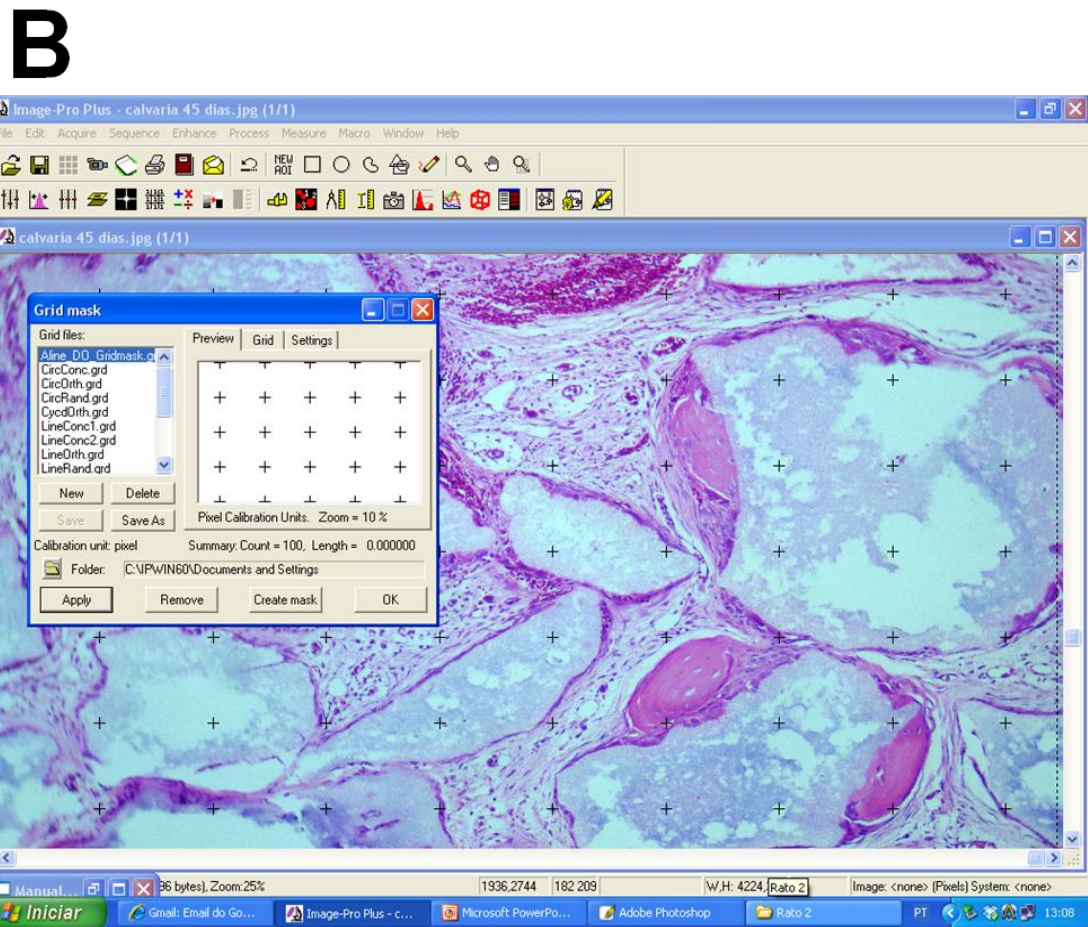 B
Image-Pro Plus - calvaria 45 dias.jpg (1/1)
File Edit Acquire Sequence Enhance Process Measure Macro Window Help
NEW
AOI
calvaria 45 dias.jpg (1/1)
Grid mask
Grid files:
Preview Grid Settings
Aline_DO_Gridmask.g
CircConc.grd
CircOrth.grd
CircRand.grd
CycdOrth.grd
LineConc1.grd
LineConc2.grd
LineOrth.grd
LineRand.grd
New Delete
Save Save As
Pixel Calibration Units. Zoom = 10 %
Calibration unit: pixel Summary: Count = 100, Length = 0.000000
Folder: C:\IPWIN60\Documents and Settings
Apply Remove Create mask OK
Manual... 96 bytes), Zoom:25% 1936,2744 182 209 W,H: 4224, Rato 2 Image: <none> (Pixels) System: <none>
Iniciar Gmail: Email do Go... Image-Pro Plus - c... Microsoft PowerPo... Adobe Photoshop Rato 2 PT 13:08